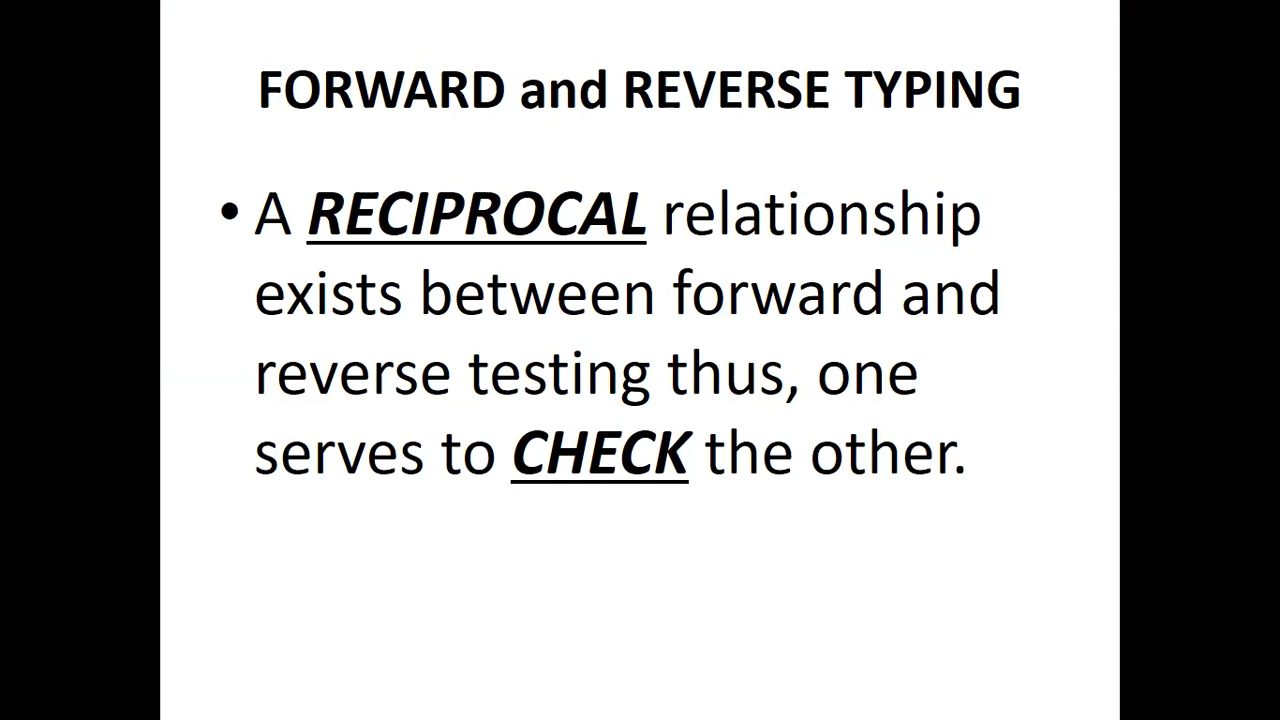 FORWARD and REVERSE TYPING
• A RECIPROCAL relationship
exists between forward and
reverse testing thus, one
serves to CHECK the other.